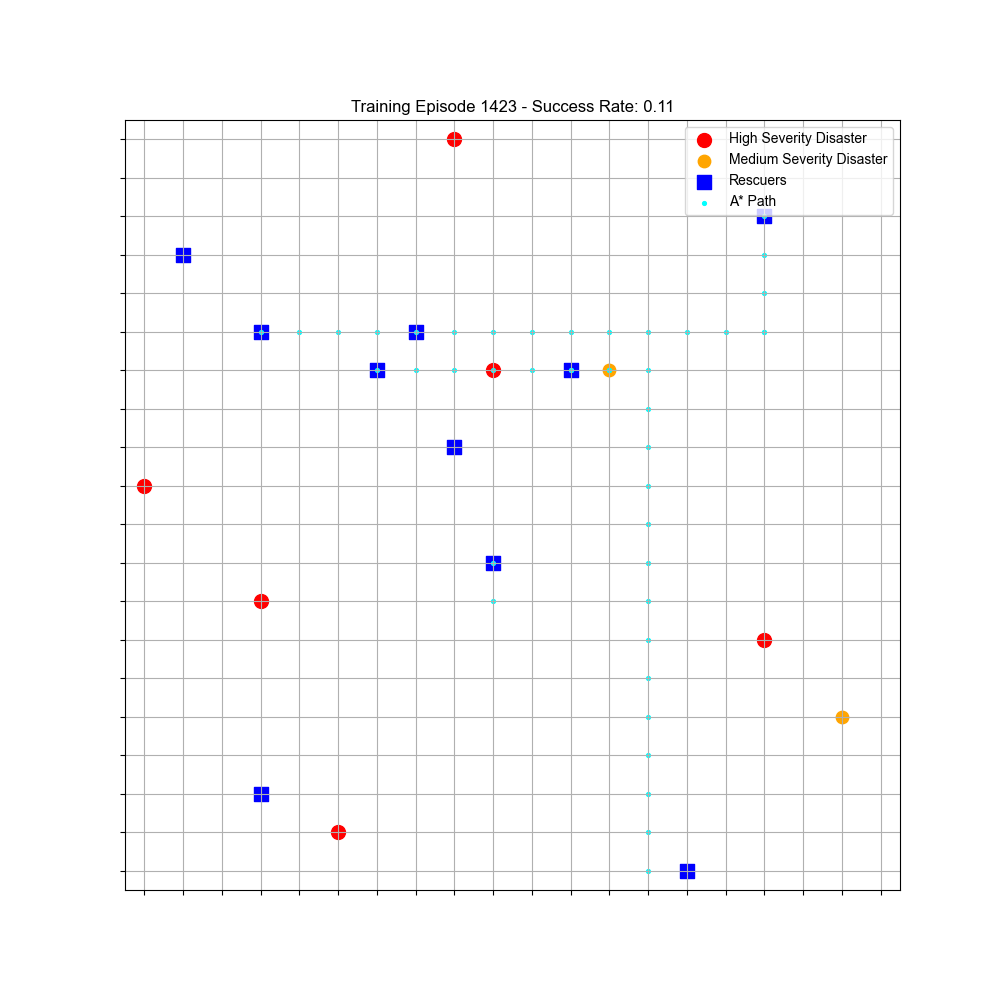 Training Episode 1423 - Success Rate: 0.11
High Severity Disaster
Medium Severity Disaster
Rescuers
A* Path